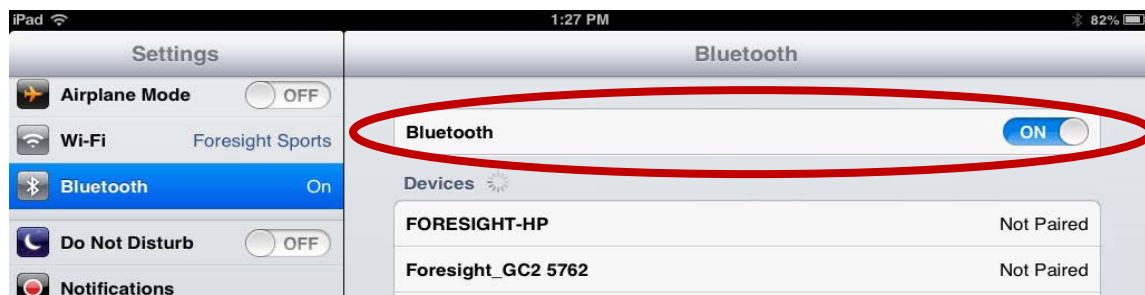 iPad 1:27 PM 82%
Settings Bluetooth
Airplane Mode OFF
Wi-Fi Foresight Sports
Bluetooth On
Do Not Disturb OFF
Notifications
Bluetooth ON
Devices
FORESIGHT-HP Not Paired
Foresight_GC2 5762 Not Paired